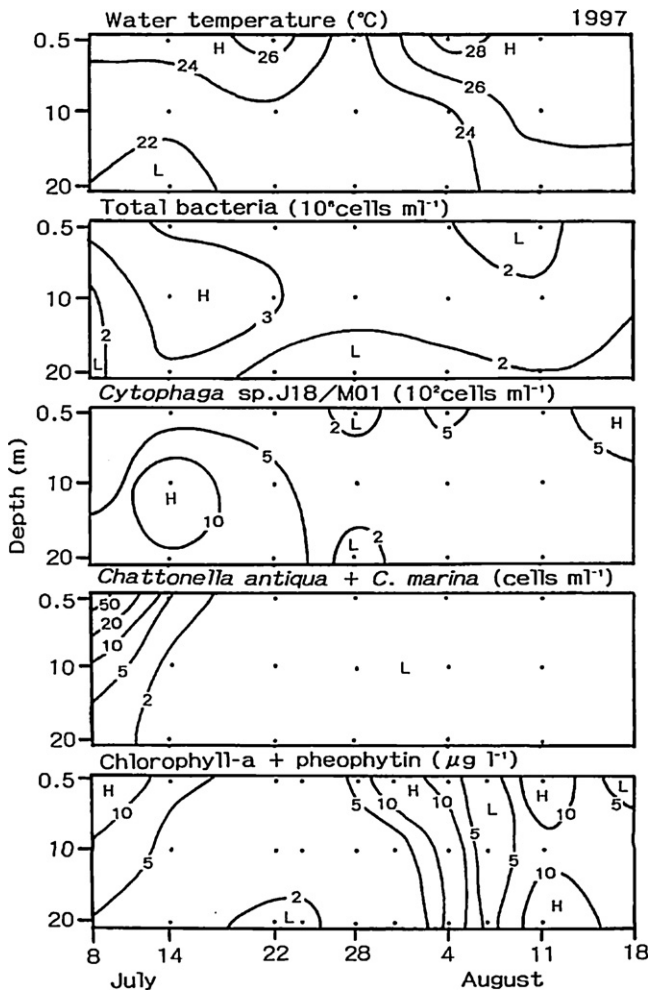 Water temperature (°C) 1997
0.5 H 26 28 H
24 26
10
22 24
20 L
Total bacteria (10⁶cells ml⁻¹)
0.5 L
2
10 H
2 3
20 L L 2
Cytophaga sp.J18/M01 (10²cells ml⁻¹)
0.5 2 L 5 H
5 5
10 H
10 2
20 L
Depth (m)
Chattonella antiqua + C. marina (cells ml⁻¹)
0.5 50
20
10
10 5 L
2
20
Chlorophyll-a + pheophytin (μg l⁻¹)
0.5 H 10 5 10 H 10 L H L
5 10 5
10 5 5
10
2
20 L H
8 14 22 28 4 11 18
July August